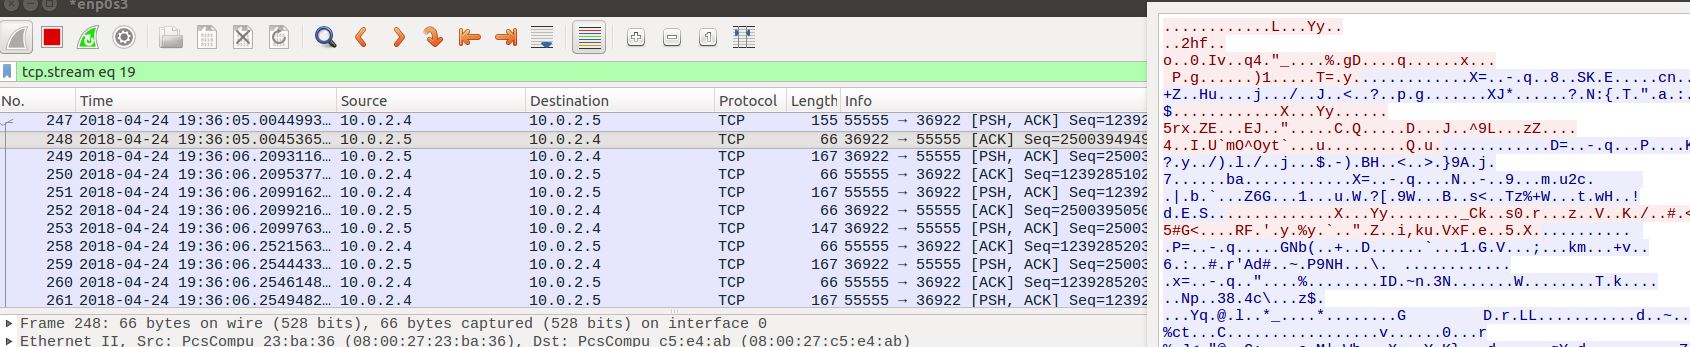 *enp0s3
tcp.stream eq 19
No. Time Source Destination Protocol Length Info
247 2018-04-24 19:36:05.0044993… 10.0.2.4 10.0.2.5 TCP 155 55555 → 36922 [PSH, ACK] Seq=12392
248 2018-04-24 19:36:05.0045365… 10.0.2.5 10.0.2.4 TCP 66 36922 → 55555 [ACK] Seq=2500394949
249 2018-04-24 19:36:06.2093116… 10.0.2.5 10.0.2.4 TCP 167 36922 → 55555 [PSH, ACK] Seq=25003
250 2018-04-24 19:36:06.2095377… 10.0.2.4 10.0.2.5 TCP 66 55555 → 36922 [ACK] Seq=1239285102
251 2018-04-24 19:36:06.2099162… 10.0.2.4 10.0.2.5 TCP 167 55555 → 36922 [PSH, ACK] Seq=12392
252 2018-04-24 19:36:06.2099216… 10.0.2.5 10.0.2.4 TCP 66 36922 → 55555 [ACK] Seq=2500395050
253 2018-04-24 19:36:06.2099763… 10.0.2.5 10.0.2.4 TCP 147 36922 → 55555 [PSH, ACK] Seq=25003
258 2018-04-24 19:36:06.2521563… 10.0.2.4 10.0.2.5 TCP 66 55555 → 36922 [ACK] Seq=1239285203
259 2018-04-24 19:36:06.2544433… 10.0.2.5 10.0.2.4 TCP 167 36922 → 55555 [PSH, ACK] Seq=25003
260 2018-04-24 19:36:06.2546148… 10.0.2.4 10.0.2.5 TCP 66 55555 → 36922 [ACK] Seq=1239285304
261 2018-04-24 19:36:06.2549482… 10.0.2.4 10.0.2.5 TCP 167 55555 → 36922 [PSH, ACK] Seq=12392
Frame 248: 66 bytes on wire (528 bits), 66 bytes captured (528 bits) on interface 0
Ethernet II, Src: PcsCompu_23:ba:36 (08:00:27:23:ba:36), Dst: PcsCompu_c5:e4:ab (08:00:27:c5:e4:ab)
............L...Yy..
..2hf..
o..0.Iv..q4."_....%.gD....q......x...
P.g......)1.....T=.y............X=..-.q..8..SK.E.....cn..
+Z..Hu....j.../..J..<..?..p.g.......XJ*......?.N:{.T.".a.:.
$...........X...Yy......
5rx.ZE...EJ..".....C.Q.....D...J..^9L...zZ....
4..I.U`mO^Oyt`...u.........Q.u............D=..-.q...P....K
?.y../).l./..j...$.-).BH..<..>.}9A.j.
7......ba............X=..-.q....N..-..9...m.u2c.
.|.b.`...Z6G...1...u.W.?[.9W...B..s<..Tz%+W...t.wH..!
d.E.S.............X...Yy........_Ck..s0.r...z..V..K./..#.<
5#G<....RF.'.y.%y.`..".Z..i,ku.VxF.e..5.X...........
.P=..-.q.....GNb(..+..D......`...1.G.V...;...km...+v..
6.:..#.r'Ad#..~.P9NH...\. ............
.x=..-.q.."....%........ID.~n.3N.......W........T.k....
..Np..38.4c\...z$.
...Yq.@.l..*_....*........G D.r.LL...........d..~..
%ct...C..................v......0...r